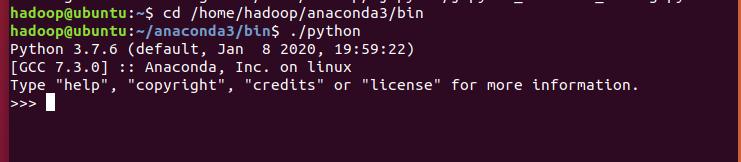 hadoop@ubuntu:~$ cd /home/hadoop/anaconda3/bin
hadoop@ubuntu:~/anaconda3/bin$ ./python
Python 3.7.6 (default, Jan  8 2020, 19:59:22)
[GCC 7.3.0] :: Anaconda, Inc. on linux
Type "help", "copyright", "credits" or "license" for more information.
>>>